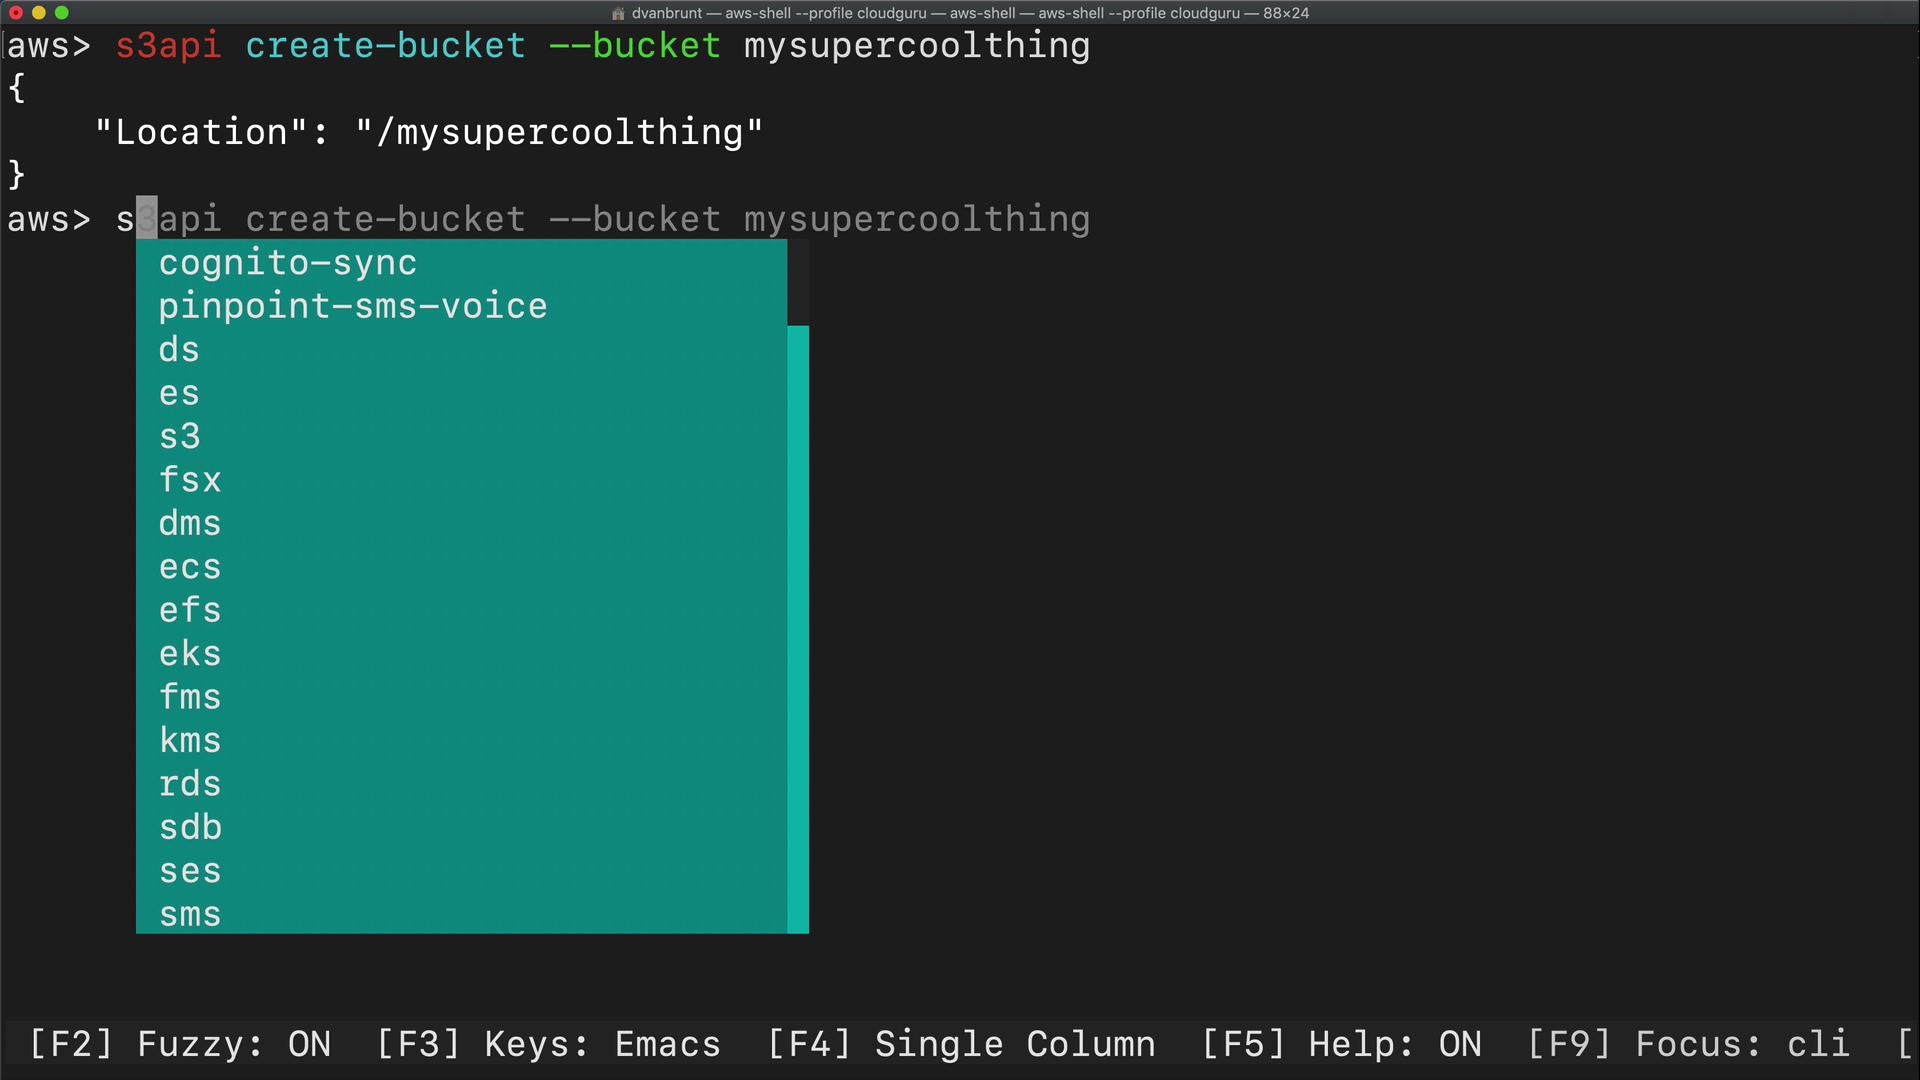 dvanbrunt — aws-shell --profile cloudguru — aws-shell — aws-shell --profile cloudguru — 88×24
aws> s3api create-bucket --bucket mysupercoolthing
{
    "Location": "/mysupercoolthing"
}
aws> s3api create-bucket --bucket mysupercoolthing
cognito-sync
pinpoint-sms-voice
ds
es
s3
fsx
dms
ecs
efs
eks
fms
kms
rds
sdb
ses
sms
[F2] Fuzzy: ON [F3] Keys: Emacs [F4] Single Column [F5] Help: ON [F9] Focus: cli [